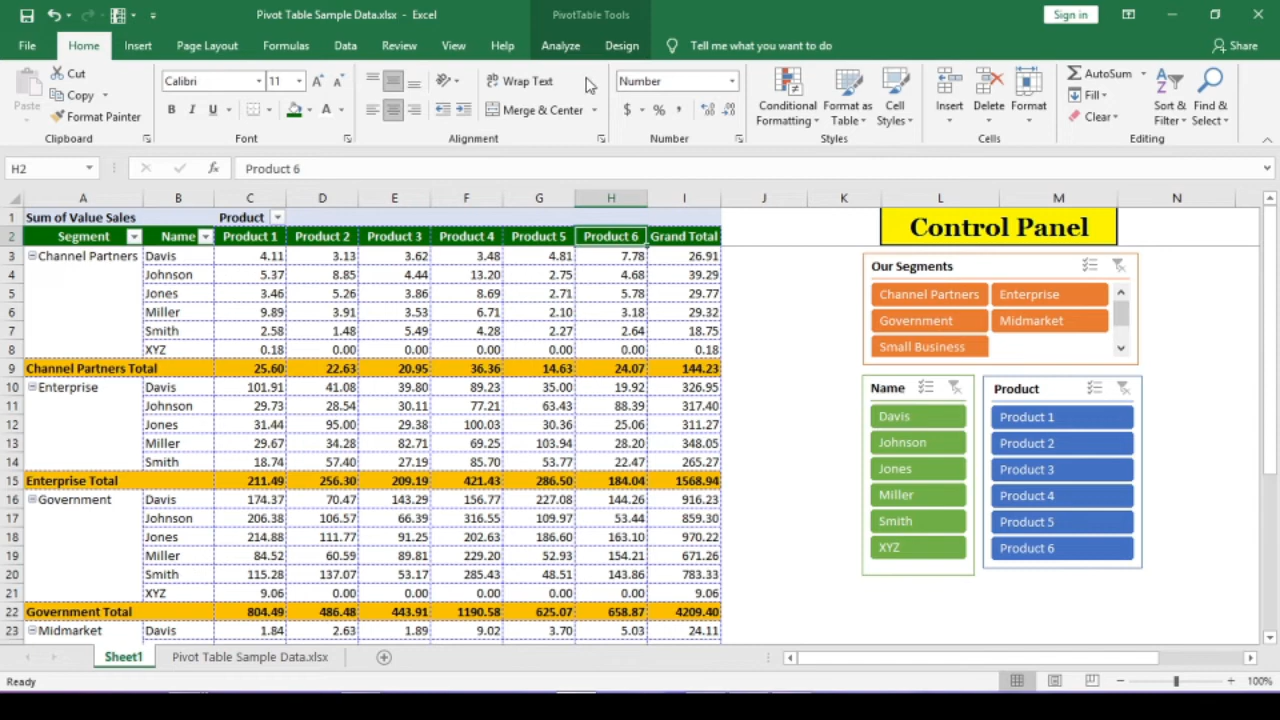 Pivot Table Sample Data.xlsx - Excel
PivotTable Tools
Sign in
File Home Insert Page Layout Formulas Data Review View Help Analyze Design Tell me what you want to do Share
Paste
Cut
Copy
Format Painter
Clipboard
Calibri 11
B I U
Font
Wrap Text
Merge & Center
Alignment
Number
$ % ,
Number
Conditional Formatting
Format as Table
Cell Styles
Styles
Insert Delete Format
Cells
AutoSum
Fill
Clear
Sort & Filter
Find & Select
Editing
H2 fx Product 6
A B C D E F G H I J K L M N
1 Sum of Value Sales Product
2 Segment Name Product 1 Product 2 Product 3 Product 4 Product 5 Product 6 Grand Total
3 Channel Partners Davis 4.11 3.13 3.62 3.48 4.81 7.78 26.91
4 Johnson 5.37 8.85 4.44 13.20 2.75 4.68 39.29
5 Jones 3.46 5.26 3.86 8.69 2.71 5.78 29.77
6 Miller 9.89 3.91 3.53 6.71 2.10 3.18 29.32
7 Smith 2.58 1.48 5.49 4.28 2.27 2.64 18.75
8 XYZ 0.18 0.00 0.00 0.00 0.00 0.00 0.18
9 Channel Partners Total 25.60 22.63 20.95 36.36 14.63 24.07 144.23
10 Enterprise Davis 101.91 41.08 39.80 89.23 35.00 19.92 326.95
11 Johnson 29.73 28.54 30.11 77.21 63.43 88.39 317.40
12 Jones 31.44 95.00 29.38 100.03 30.36 25.06 311.27
13 Miller 29.67 34.28 82.71 69.25 103.94 28.20 348.05
14 Smith 18.74 57.40 27.19 85.70 53.77 22.47 265.27
15 Enterprise Total 211.49 256.30 209.19 421.43 286.50 184.04 1568.94
16 Government Davis 174.37 70.47 143.29 156.77 227.08 144.26 916.23
17 Johnson 206.38 106.57 66.39 316.55 109.97 53.44 859.30
18 Jones 214.88 111.77 91.25 202.63 186.60 163.10 970.22
19 Miller 84.52 60.59 89.81 229.20 52.93 154.21 671.26
20 Smith 115.28 137.07 53.17 285.43 48.51 143.86 783.33
21 XYZ 9.06 0.00 0.00 0.00 0.00 0.00 9.06
22 Government Total 804.49 486.48 443.91 1190.58 625.07 658.87 4209.40
23 Midmarket Davis 1.84 2.63 1.89 9.02 3.70 5.03 24.11
Control Panel
Our Segments
Channel Partners Enterprise
Government Midmarket
Small Business
Name
Davis
Johnson
Jones
Miller
Smith
XYZ
Product
Product 1
Product 2
Product 3
Product 4
Product 5
Product 6
Sheet1 Pivot Table Sample Data.xlsx
Ready
100%